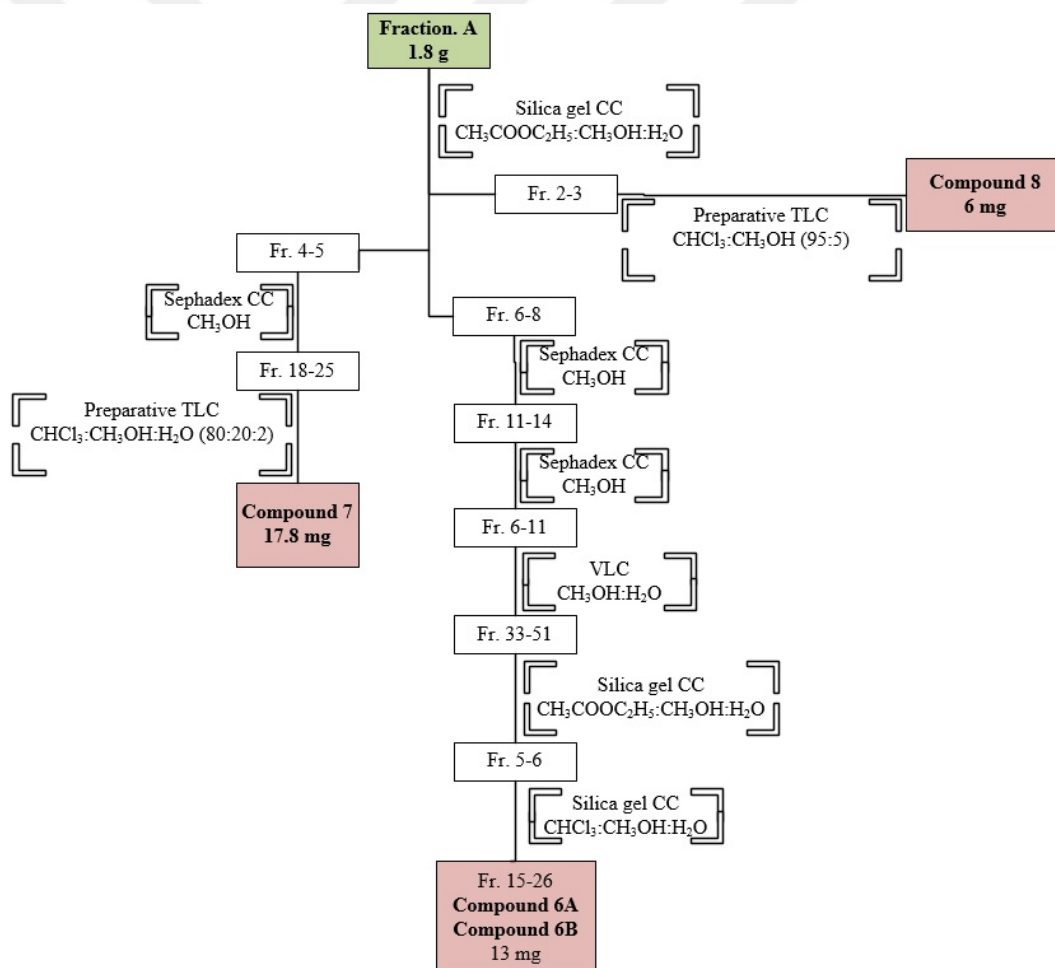 Fraction. A
1.8 g
Silica gel CC
CH₃COOC₂H₅:CH₃OH:H₂O
Fr. 2-3
Compound 8
6 mg
Preparative TLC
CHCl₃:CH₃OH (95:5)
Fr. 4-5
Sephadex CC
CH₃OH
Fr. 18-25
Preparative TLC
CHCl₃:CH₃OH:H₂O (80:20:2)
Compound 7
17.8 mg
Fr. 6-8
Sephadex CC
CH₃OH
Fr. 11-14
Sephadex CC
CH₃OH
Fr. 6-11
VLC
CH₃OH:H₂O
Fr. 33-51
Silica gel CC
CH₃COOC₂H₅:CH₃OH:H₂O
Fr. 5-6
Silica gel CC
CHCl₃:CH₃OH:H₂O
Fr. 15-26
Compound 6A
Compound 6B
13 mg